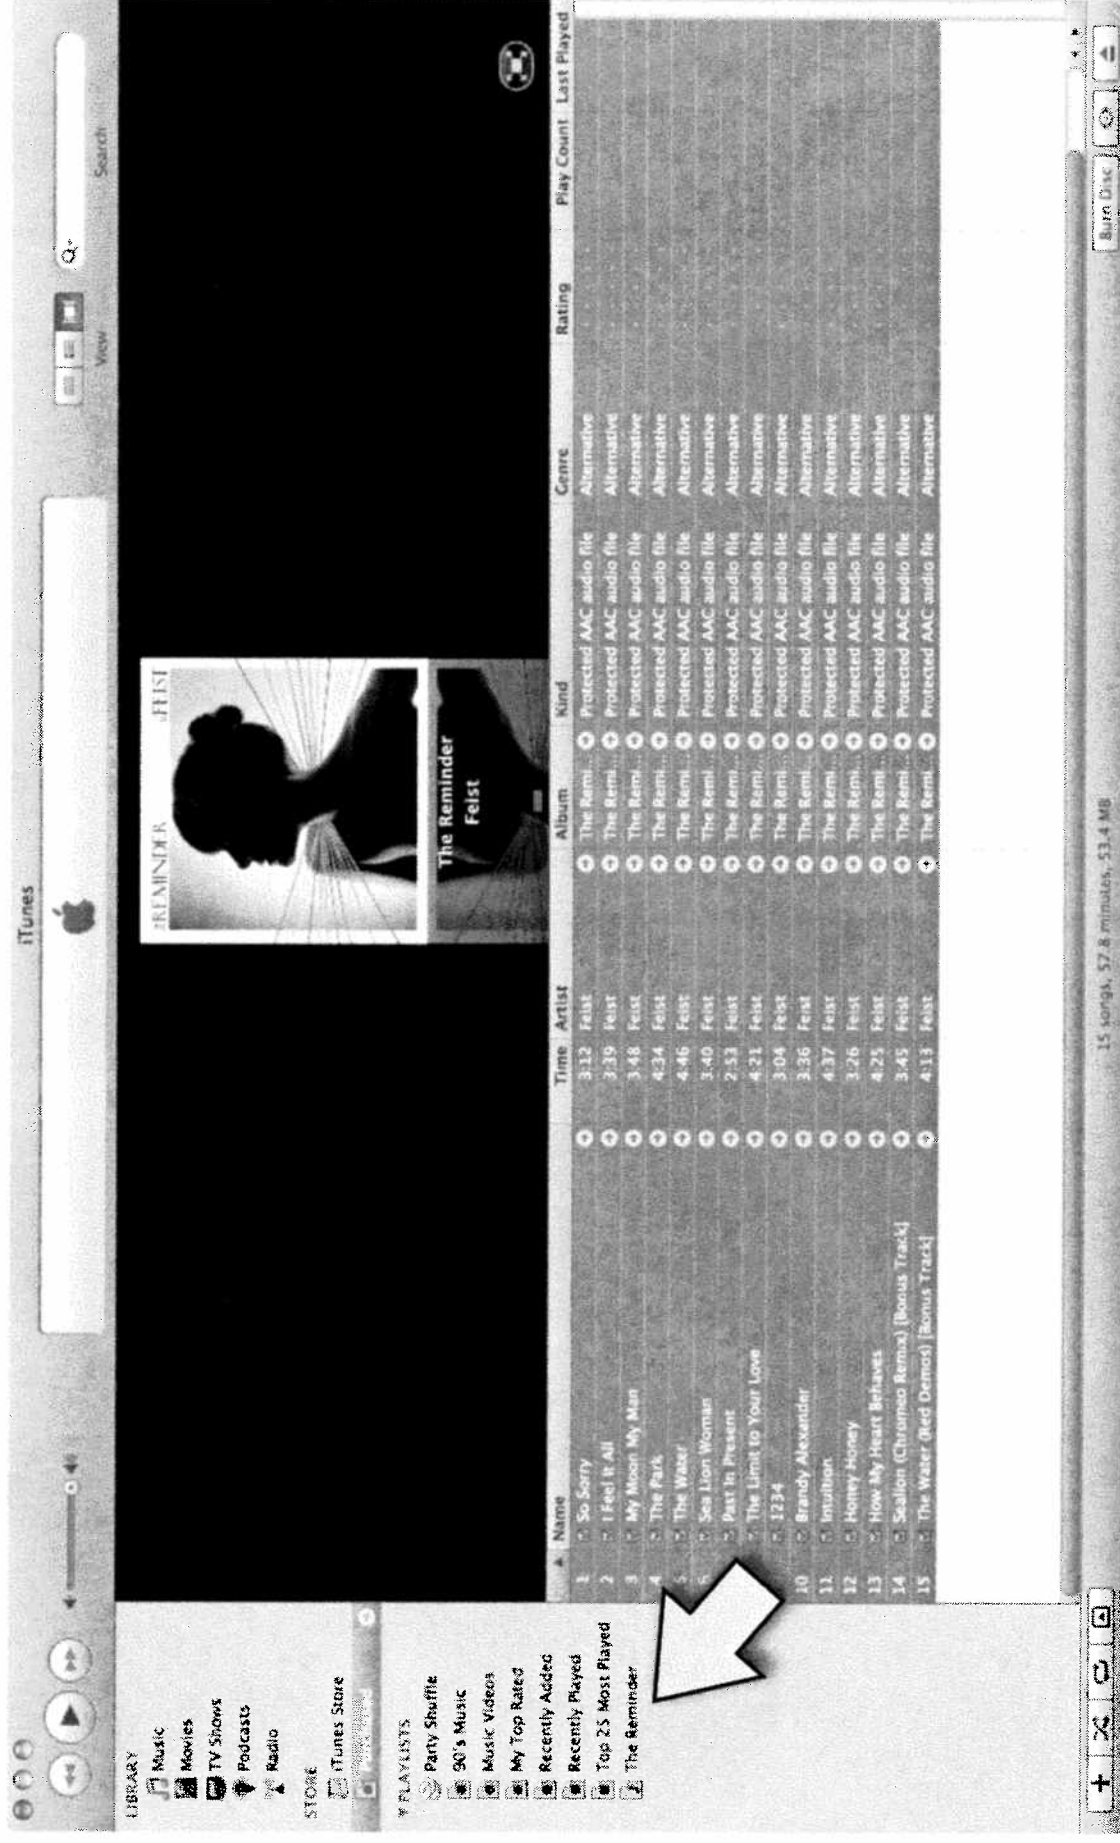 iTunes
View
Search
LIBRARY
Music
Movies
TV Shows
Podcasts
Radio
STORE
iTunes Store
PLAYLISTS
Party Shuffle
90's Music
Music Videos
My Top Rated
Recently Added
Recently Played
Top 25 Most Played
The Reminder
REMINDER FEIST
The Reminder
Feist
Name Time Artist Album Kind Genre Rating Play Count Last Played
1 So Sorry 3:12 Feist The Remi... Protected AAC audio file Alternative
2 I Feel It All 3:39 Feist The Remi... Protected AAC audio file Alternative
3 My Moon My Man 3:48 Feist The Remi... Protected AAC audio file Alternative
4 The Park 4:34 Feist The Remi... Protected AAC audio file Alternative
5 The Water 4:46 Feist The Remi... Protected AAC audio file Alternative
6 Sea Lion Woman 3:40 Feist The Remi... Protected AAC audio file Alternative
Past In Present 2:53 Feist The Remi... Protected AAC audio file Alternative
The Limit to Your Love 4:21 Feist The Remi... Protected AAC audio file Alternative
1234 3:04 Feist The Remi... Protected AAC audio file Alternative
10 Brandy Alexander 3:36 Feist The Remi... Protected AAC audio file Alternative
11 Intuition 4:37 Feist The Remi... Protected AAC audio file Alternative
12 Honey Honey 3:26 Feist The Remi... Protected AAC audio file Alternative
13 How My Heart Behaves 4:25 Feist The Remi... Protected AAC audio file Alternative
14 Sealion (Chromeo Remix) [Bonus Track] 3:45 Feist The Remi... Protected AAC audio file Alternative
15 The Water (Red Demos) [Bonus Track] 4:13 Feist The Remi... Protected AAC audio file Alternative
15 songs, 57.8 minutes, 53.4 MB
Burn Disc